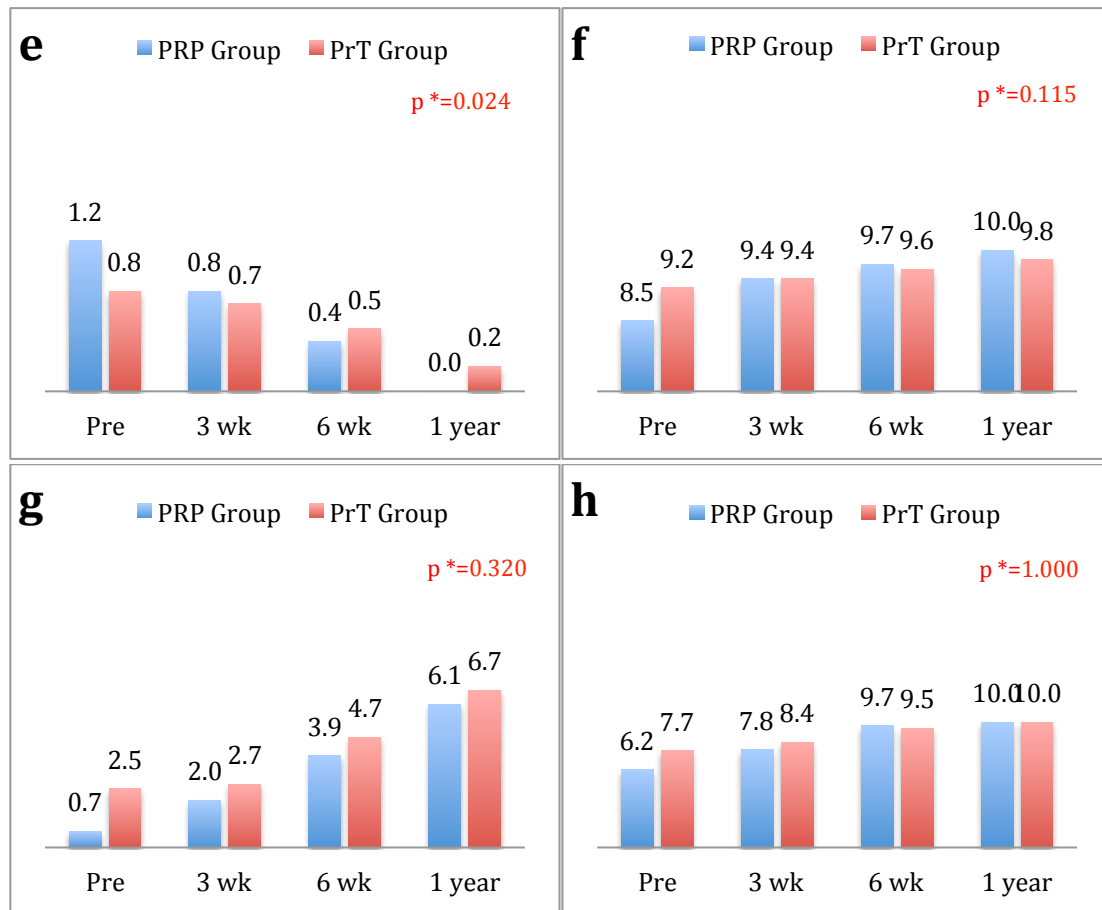 e
PRP Group PrT Group
p *=0.024
1.2 0.8 0.8 0.7 0.4 0.5 0.0 0.2
Pre 3 wk 6 wk 1 year
f
PRP Group PrT Group
p *=0.115
8.5 9.2 9.4 9.4 9.7 9.6 10.0 9.8
Pre 3 wk 6 wk 1 year
g
PRP Group PrT Group
p *=0.320
0.7 2.5 2.0 2.7 3.9 4.7 6.1 6.7
Pre 3 wk 6 wk 1 year
h
PRP Group PrT Group
p *=1.000
6.2 7.7 7.8 8.4 9.7 9.5 10.0 10.0
Pre 3 wk 6 wk 1 year